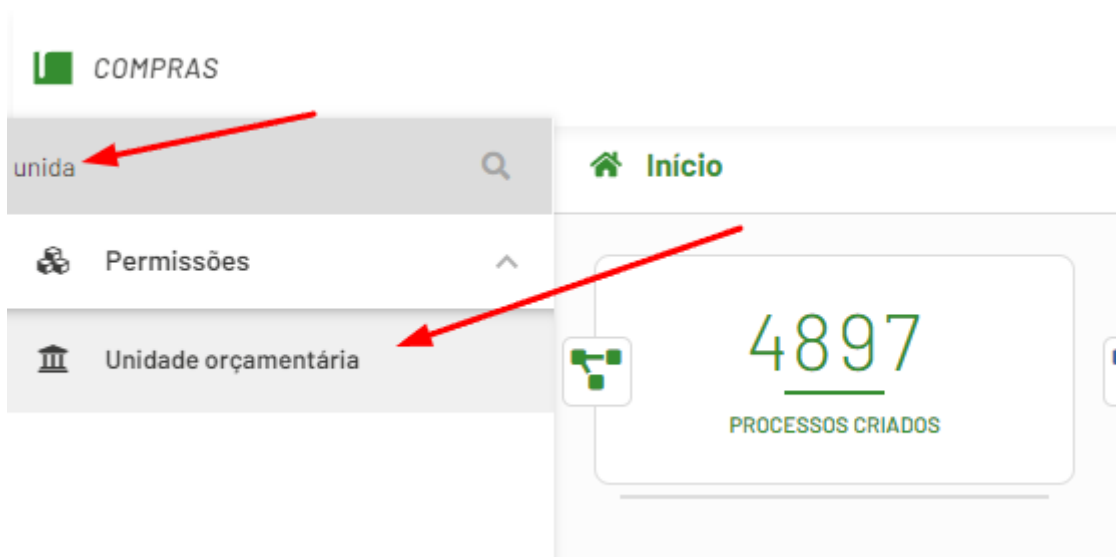 COMPRAS
unida
Início
Permissões
Unidade orçamentária
4897
PROCESSOS CRIADOS